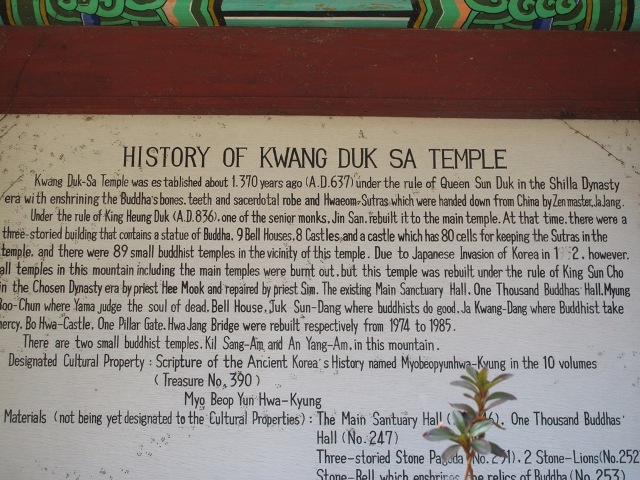 HISTORY OF KWANG DUK SA TEMPLE
Kwang Duk-Sa Temple was es tablished about 1.370 years ago (A.D.637) under the rule of Queen Sun Duk in the Shilla Dynasty
era with enshrining the Buddha's bones. teeth and sacerdotal robe and Hwaeom-Sutras which were handed down from China by Zen master, Ja Jang.
Under the rule of King Heung Duk (A.D.836). one of the senior monks. Jin San. rebuilt it to the main temple. At that time. there were a
three-storied building that contains a statue of Buddha. 9 Bell Houses. 8 Castles and a castle which has 80 cells for keeping the Sutras in the
temple. and there were 89 small buddhist temples in the vicinity of this temple. Due to Japanese Invasion of Korea in however.
all temples in this mountain including the main temples were burnt out. but this temple was rebuilt under the rule of King Sun Cho
in the Chosen Dynasty era by priest Hee Mook and repaired by priest Sim. The existing Main Sanctuary Hall. One Thousand Buddhas' Hall. Myung
Boo-Chun where Yama judge the soul of dead. Bell House. Juk Sun-Dang where buddhists do good. Ja Kwang-Dang where Buddhist take
mercy. Bo Hwa-Castle. One Pillar Gate. Hwa Jang Bridge were rebuilt respectively from 1974 to 1985.
There are two small buddhist temples. Kil Sang-Am and An Yang-Am. in this mountain.
Designated Cultural Property : Scripture of the Ancient Korea's History named Myobeopyunhwa-Kyung in the 10 volumes
( Treasure No. 390 )
Myo Beop Yun Hwa-Kyung
Materials (not being yet designated to the Cultural Properties) : The Main Santuary Hall One Thousand Buddhas'
Hall (No. 247)
Three-storied Stone Pagoda (No. 251). 2 Stone-Lions (No. 252
Stone-Bell which enshrines the relics of Buddha (No. 253)